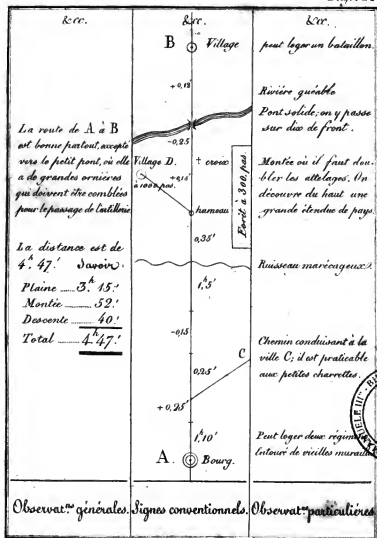 &cc.
La route de A à B
est bonne partout, excepté
vers le petit pont, où elle
a de grandes ornières
qui doivent être comblées
pour le passage de l'artillerie
La distance est de
4.h 47.' Savoir:
Plaine 3.h 15.'
Montée 52.'
Descente 40.'
Total 4.h 47.'
Observat.ns générales.
&cc.
B Village
+0,12'
-0,25
Village D.
à 1000 pas.
† croix
+0,15'
hameau
Forêt à 300 pas
0,35'
1,h5'
-0,15
0,25'
C
+0,25'
1,h10'
A. Bourg.
Signes conventionnels.
&cc.
peut loger un bataillon.
Rivière guéable
Pont solide; on y passe
sur dix de front.
Montée où il faut dou-
bler les attelages. On
découvre du haut une
grande étendue de pays.
Ruisseau marécageux
Chemin conduisant à la
ville C; il est praticable
aux petites charrettes.
Peut loger deux régim
Entouré de vieilles muraill
Observat.ns particulières